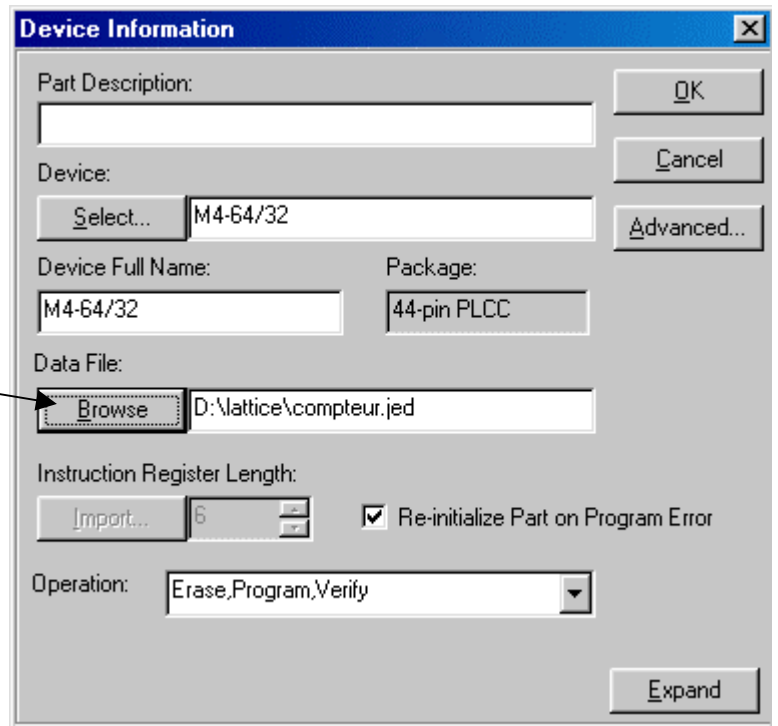 Device Information
Part Description:
OK
Device:
Cancel
Select... M4-64/32
Advanced...
Device Full Name: Package:
M4-64/32 44-pin PLCC
Data File:
Browse D:\lattice\compteur.jed
Instruction Register Length:
Import... 6 Re-initialize Part on Program Error
Operation: Erase,Program,Verify
Expand